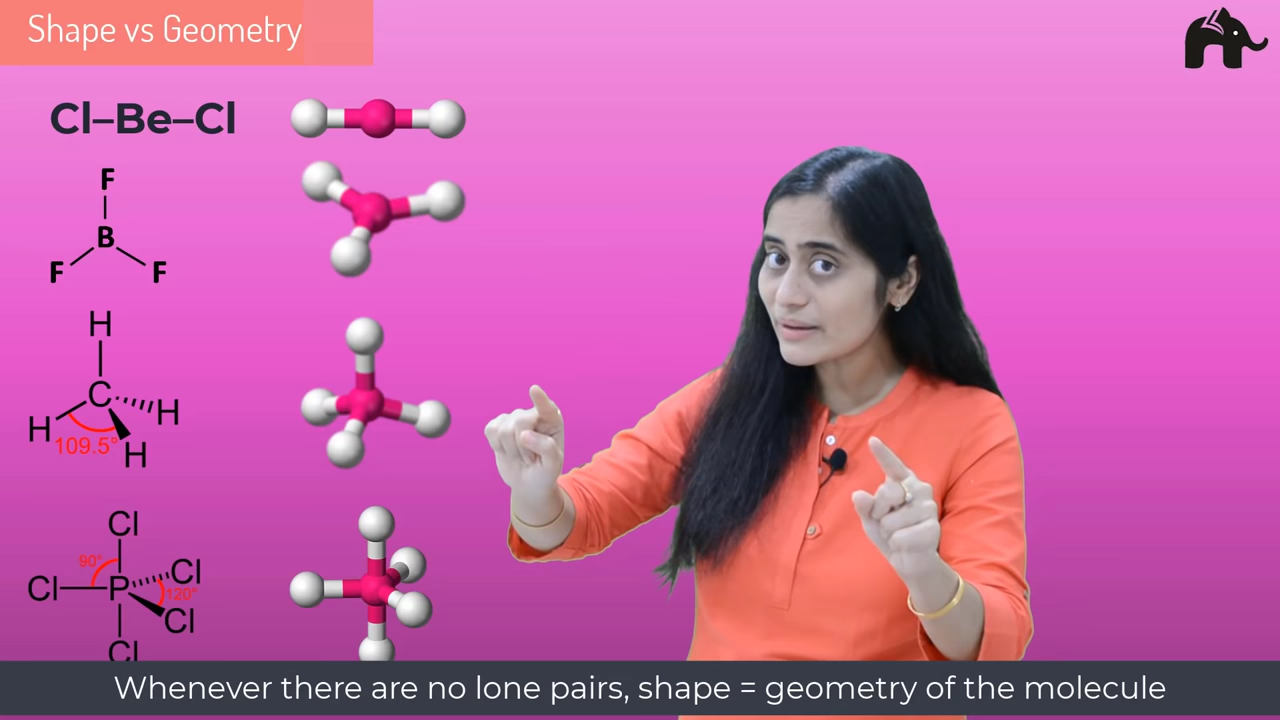 Shape vs Geometry
Cl–Be–Cl
F
B
F F
H
C
H
H
109.5°
H
Cl
90°
Cl
Cl
P
120°
Cl
Cl
Whenever there are no lone pairs, shape = geometry of the molecule